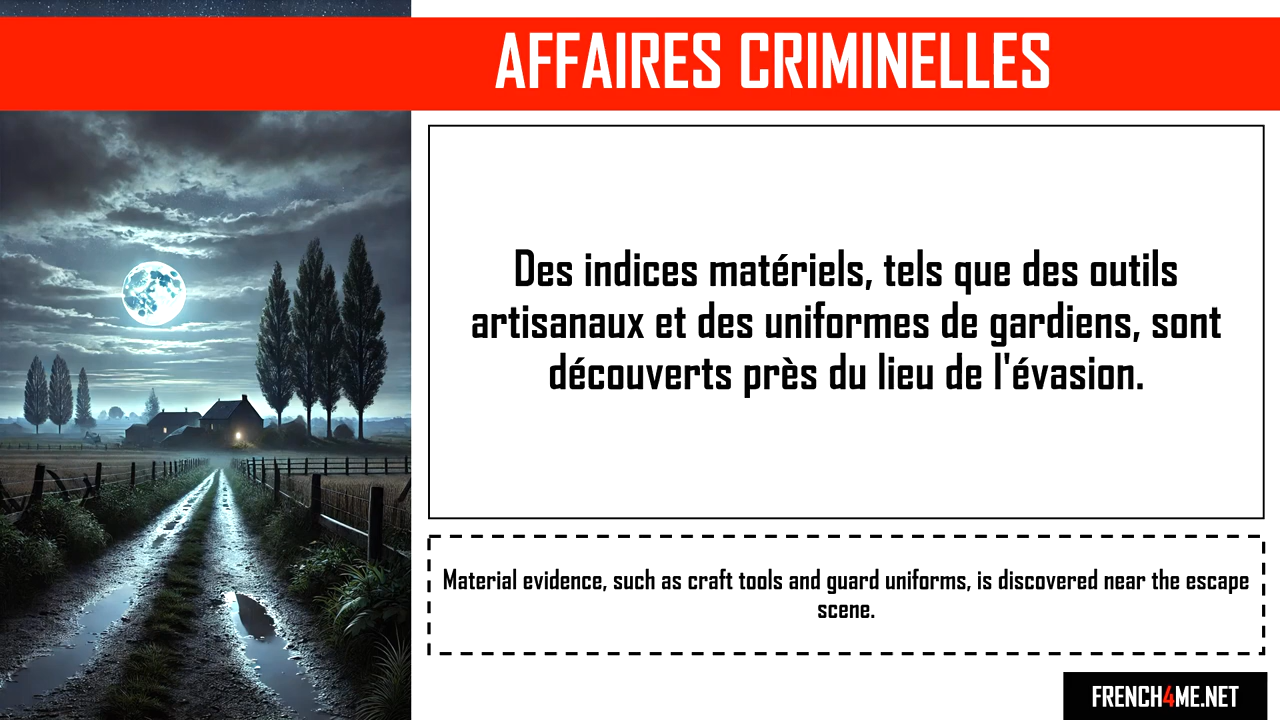 AFFAIRES CRIMINELLES
Des indices matériels, tels que des outils
artisanaux et des uniformes de gardiens, sont
découverts près du lieu de l'évasion.
Material evidence, such as craft tools and guard uniforms, is discovered near the escape
scene.
FRENCH4ME.NET